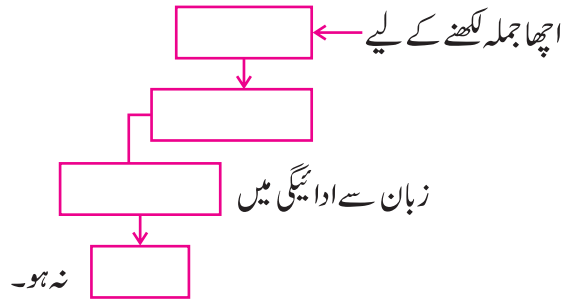 اچھا جملہ لکھنے کے لیے
زبان سے ادائیگی میں
نہ ہو۔